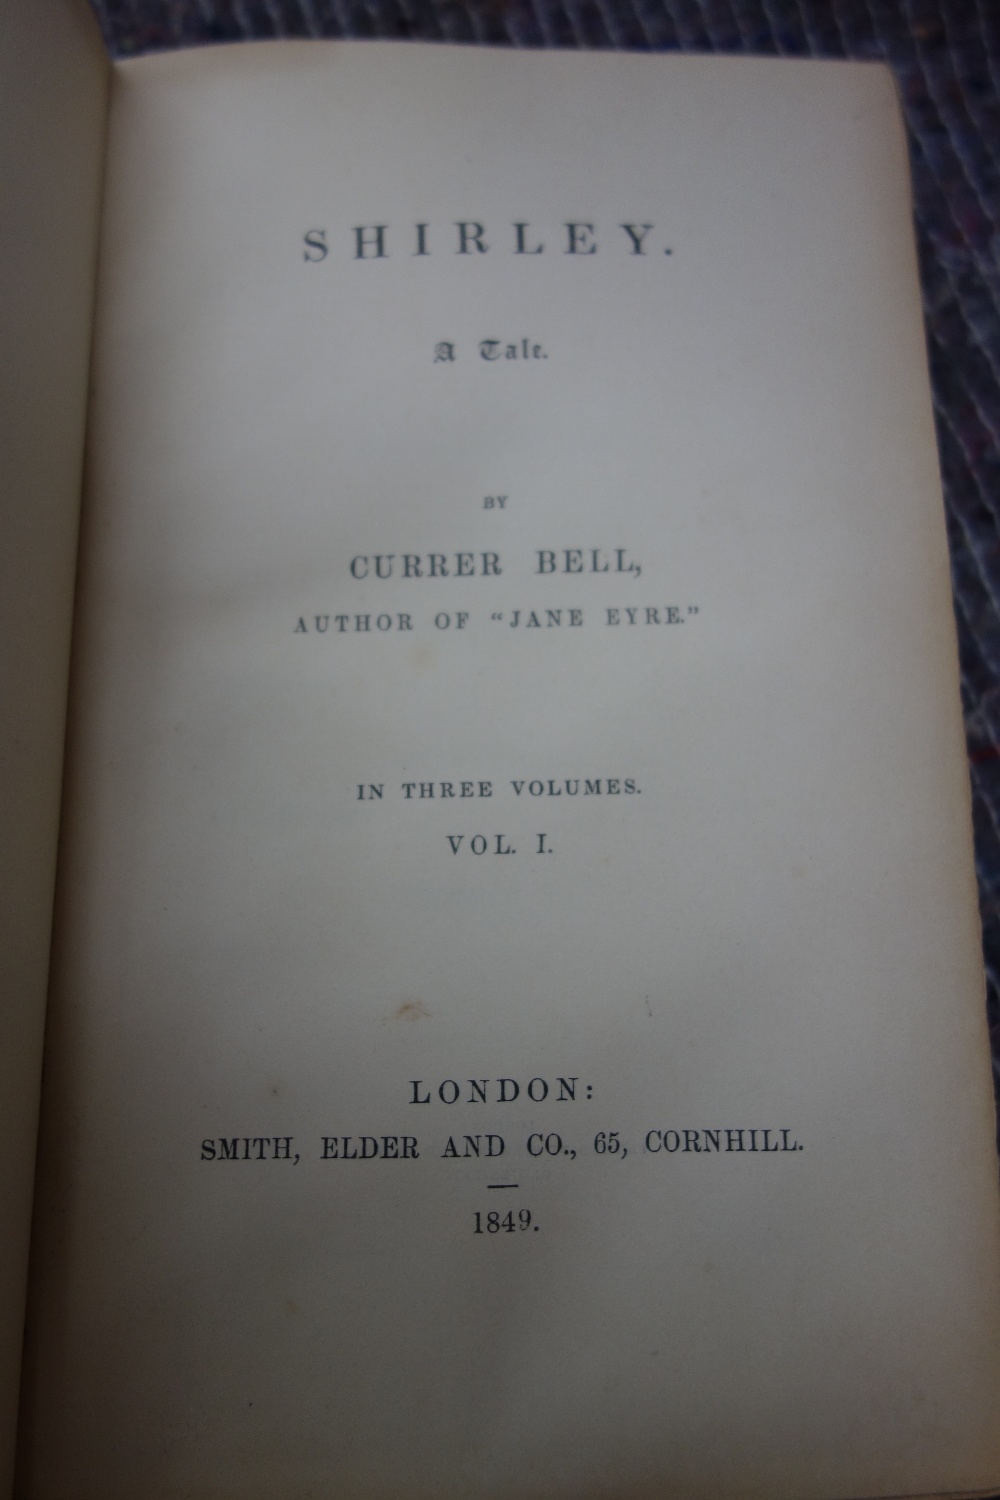 SHIRLEY.
A Tale.
BY
CURRER BELL,
AUTHOR OF “JANE EYRE.”
IN THREE VOLUMES.
VOL. I.
LONDON:
SMITH, ELDER AND CO., 65, CORNHILL.
1849.